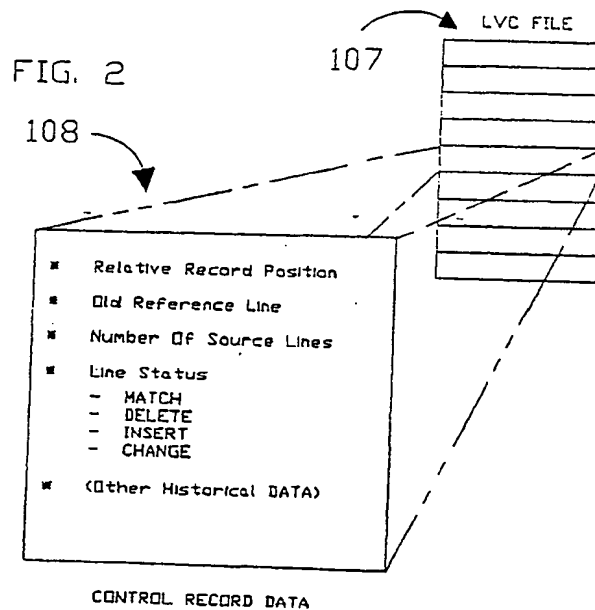 LVC FILE
107
FIG. 2
108
* Relative Record Position
* Old Reference Line
* Number Of Source Lines
* Line Status
- MATCH
- DELETE
- INSERT
- CHANGE
* (Other Historical DATA)
CONTROL RECORD DATA